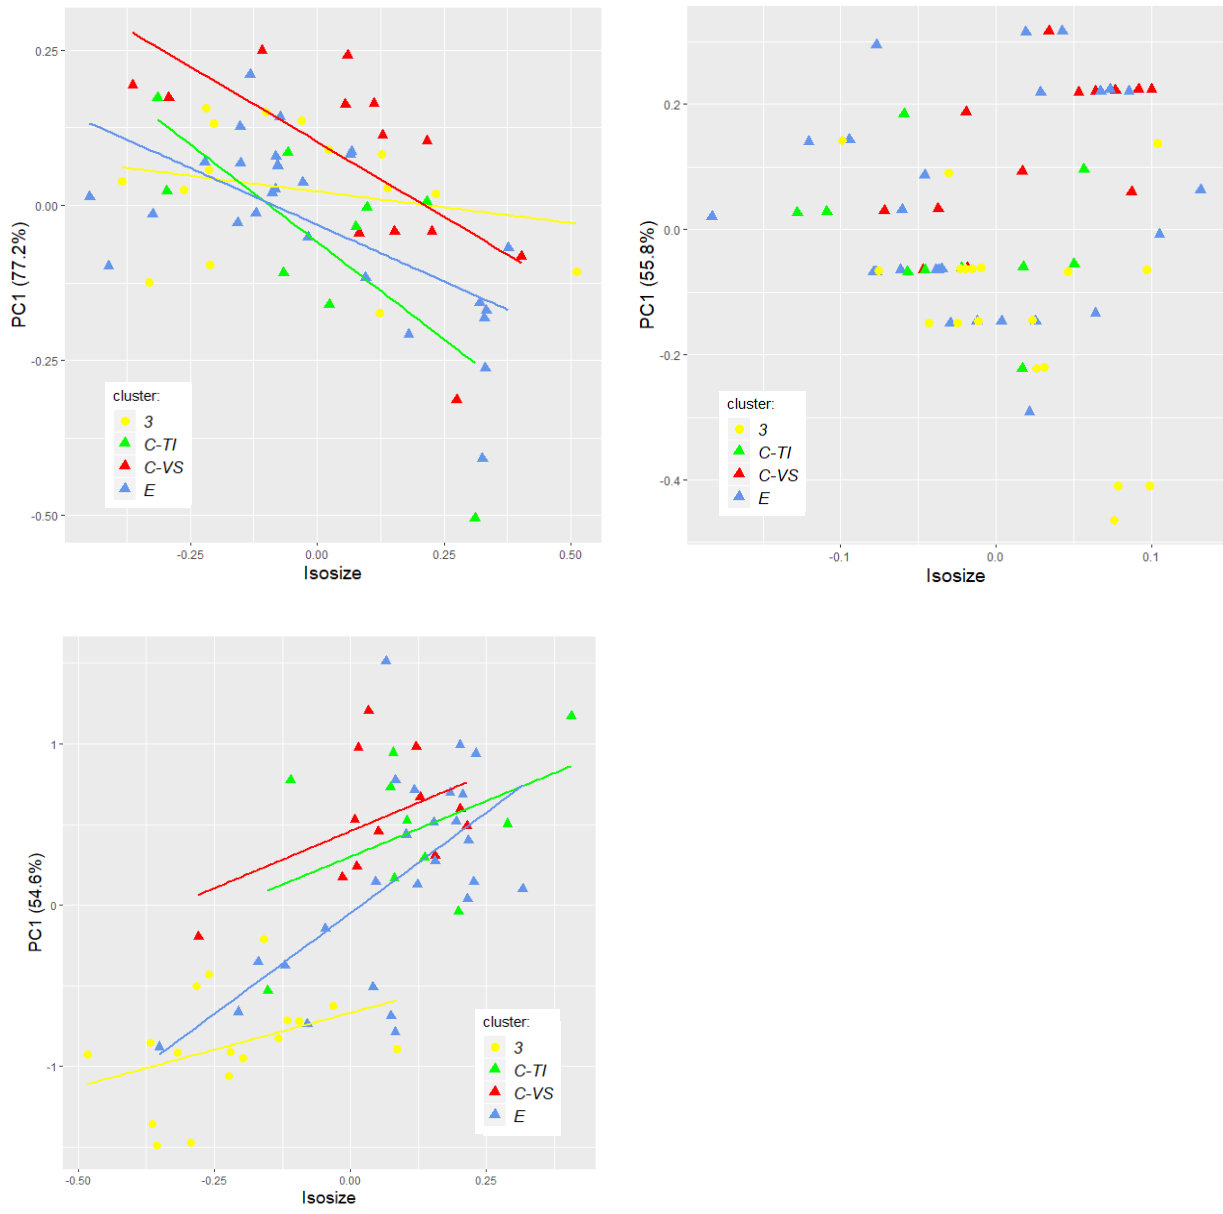 PC1 (77.2%)
0.25
0.00
-0.25
-0.50
cluster:
3
C-TI
C-VS
E
-0.25
0.00
0.25
0.50
Isosize
PC1 (55.8%)
0.2
0.0
-0.2
-0.4
cluster:
3
C-TI
C-VS
E
-0.1
0.0
0.1
Isosize
PC1 (54.6%)
1
0
-1
cluster:
3
C-TI
C-VS
E
-0.50
-0.25
0.00
0.25
Isosize